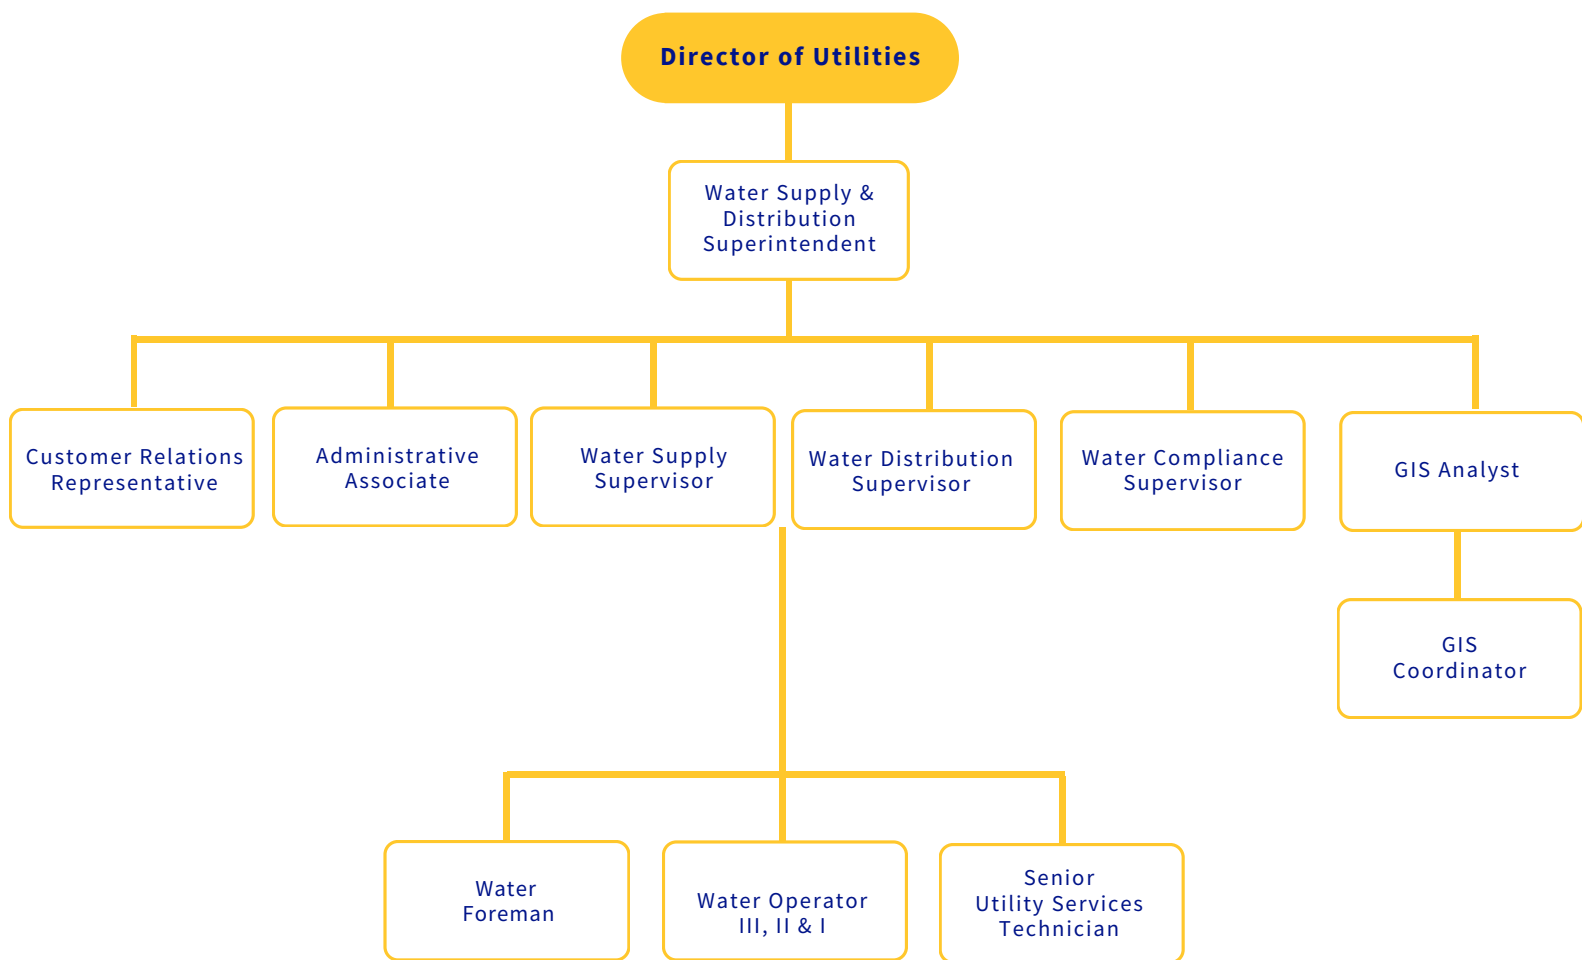 Director of Utilities
Water Supply &
Distribution
Superintendent
Customer Relations
Representative
Administrative
Associate
Water Supply
Supervisor
Water Distribution
Supervisor
Water Compliance
Supervisor
GIS Analyst
GIS
Coordinator
Water
Foreman
Water Operator
III, II & I
Senior
Utility Services
Technician